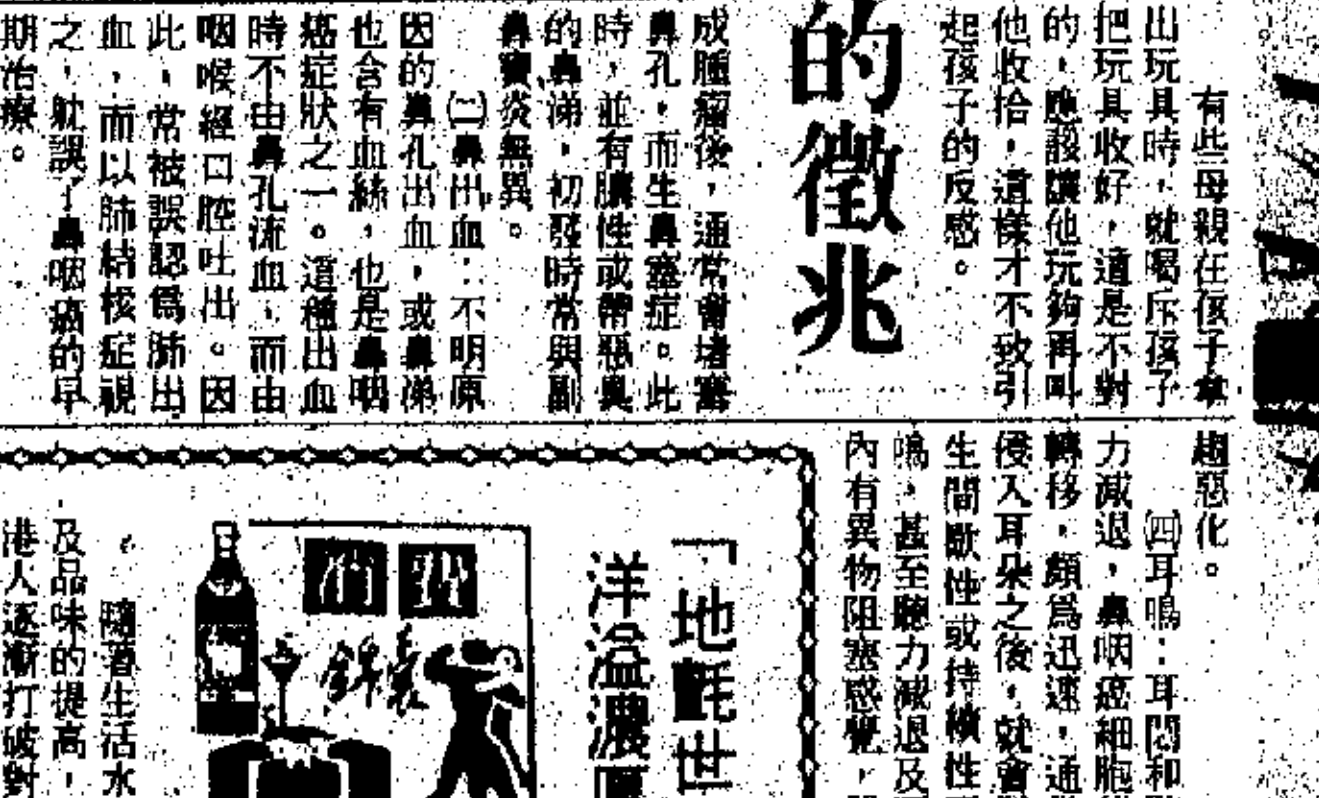 有些母親在孩子拿
出玩具時，就喝斥孩子
把玩具收好，這是不對
的，應該讓他玩夠再叫
他收拾，這樣才不致引
起孩子的反感。
的徵兆
成腫瘤後，通常會堵塞
鼻孔，而生鼻塞症。此
時，並有膿性或帶惡臭
的鼻涕，初發時常與副
鼻竇炎無異。
㈡鼻出血：不明原
因的鼻孔出血，或鼻涕
也含有血絲，也是鼻咽
癌症狀之一。這種出血
時不由鼻孔流血，而由
咽喉經口腔吐出。因
此，常被誤認爲肺出
血，而以肺結核症視
之，躭誤了鼻咽癌的早
期治療。
趨惡化。
㈣耳鳴：耳悶和
力減退，鼻咽癌細胞
轉移，頗爲迅速，通
侵入耳朵之後，就會
生間歇性或持續性
鳴，甚至聽力減退及
內有異物阻塞感覺，
「地氈世
洋溢濃
隨著生活水
及品味的提高，
港人逐漸打破對